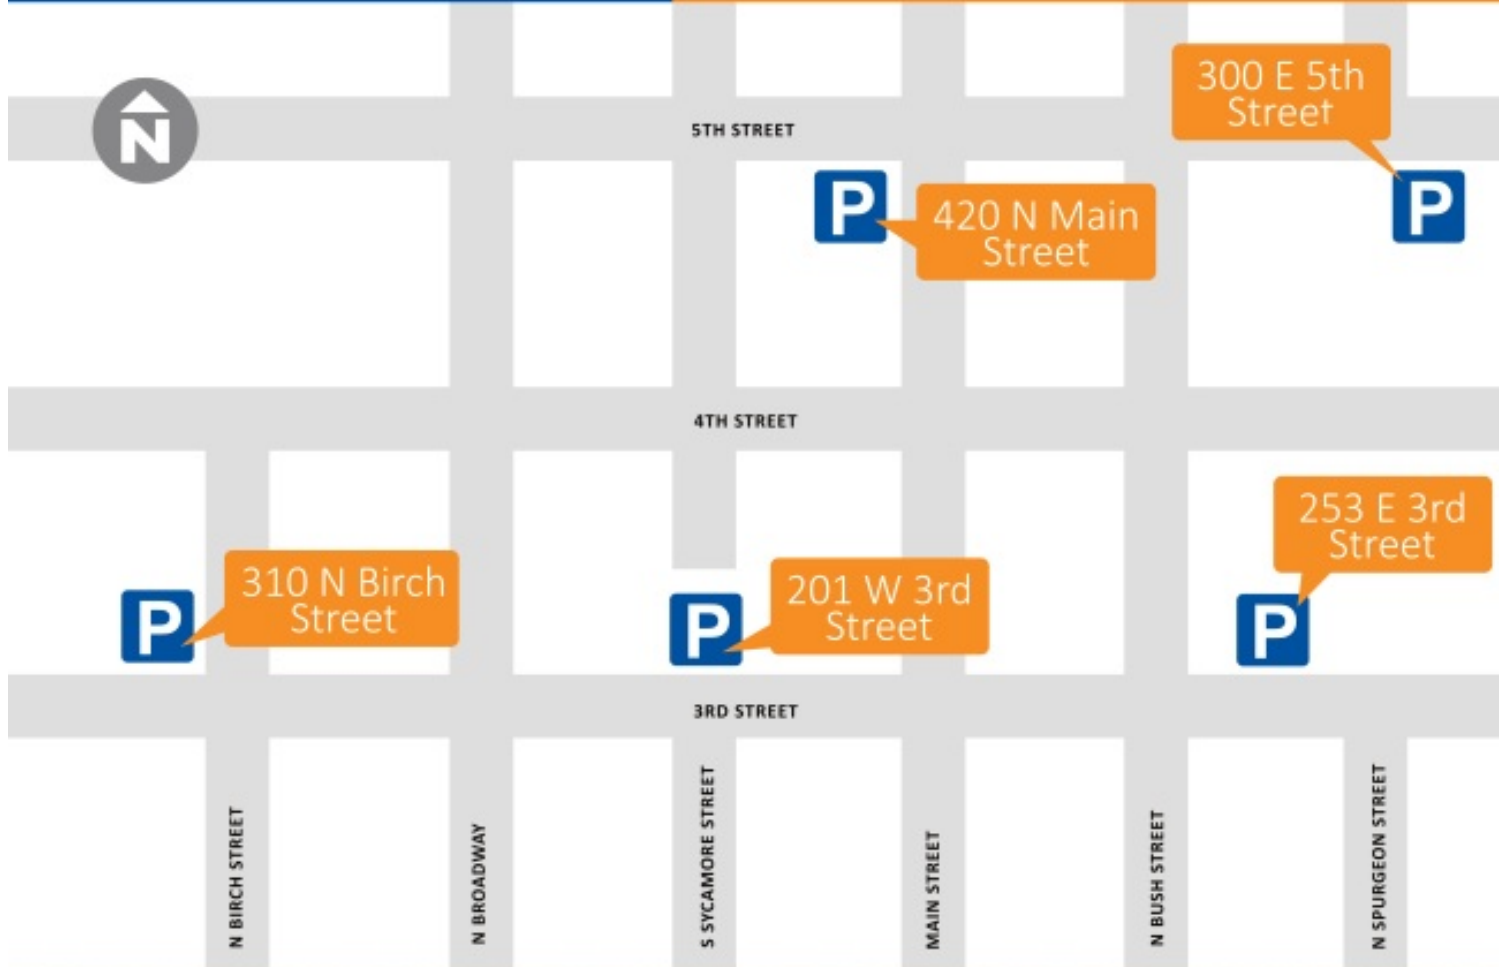 N
5TH STREET
300 E 5th
Street
P
420 N Main
Street
P
4TH STREET
253 E 3rd
Street
P
310 N Birch
Street
P
201 W 3rd
Street
P
3RD STREET
N BIRCH STREET
N BROADWAY
S SYCAMORE STREET
MAIN STREET
N BUSH STREET
N SPURGEON STREET